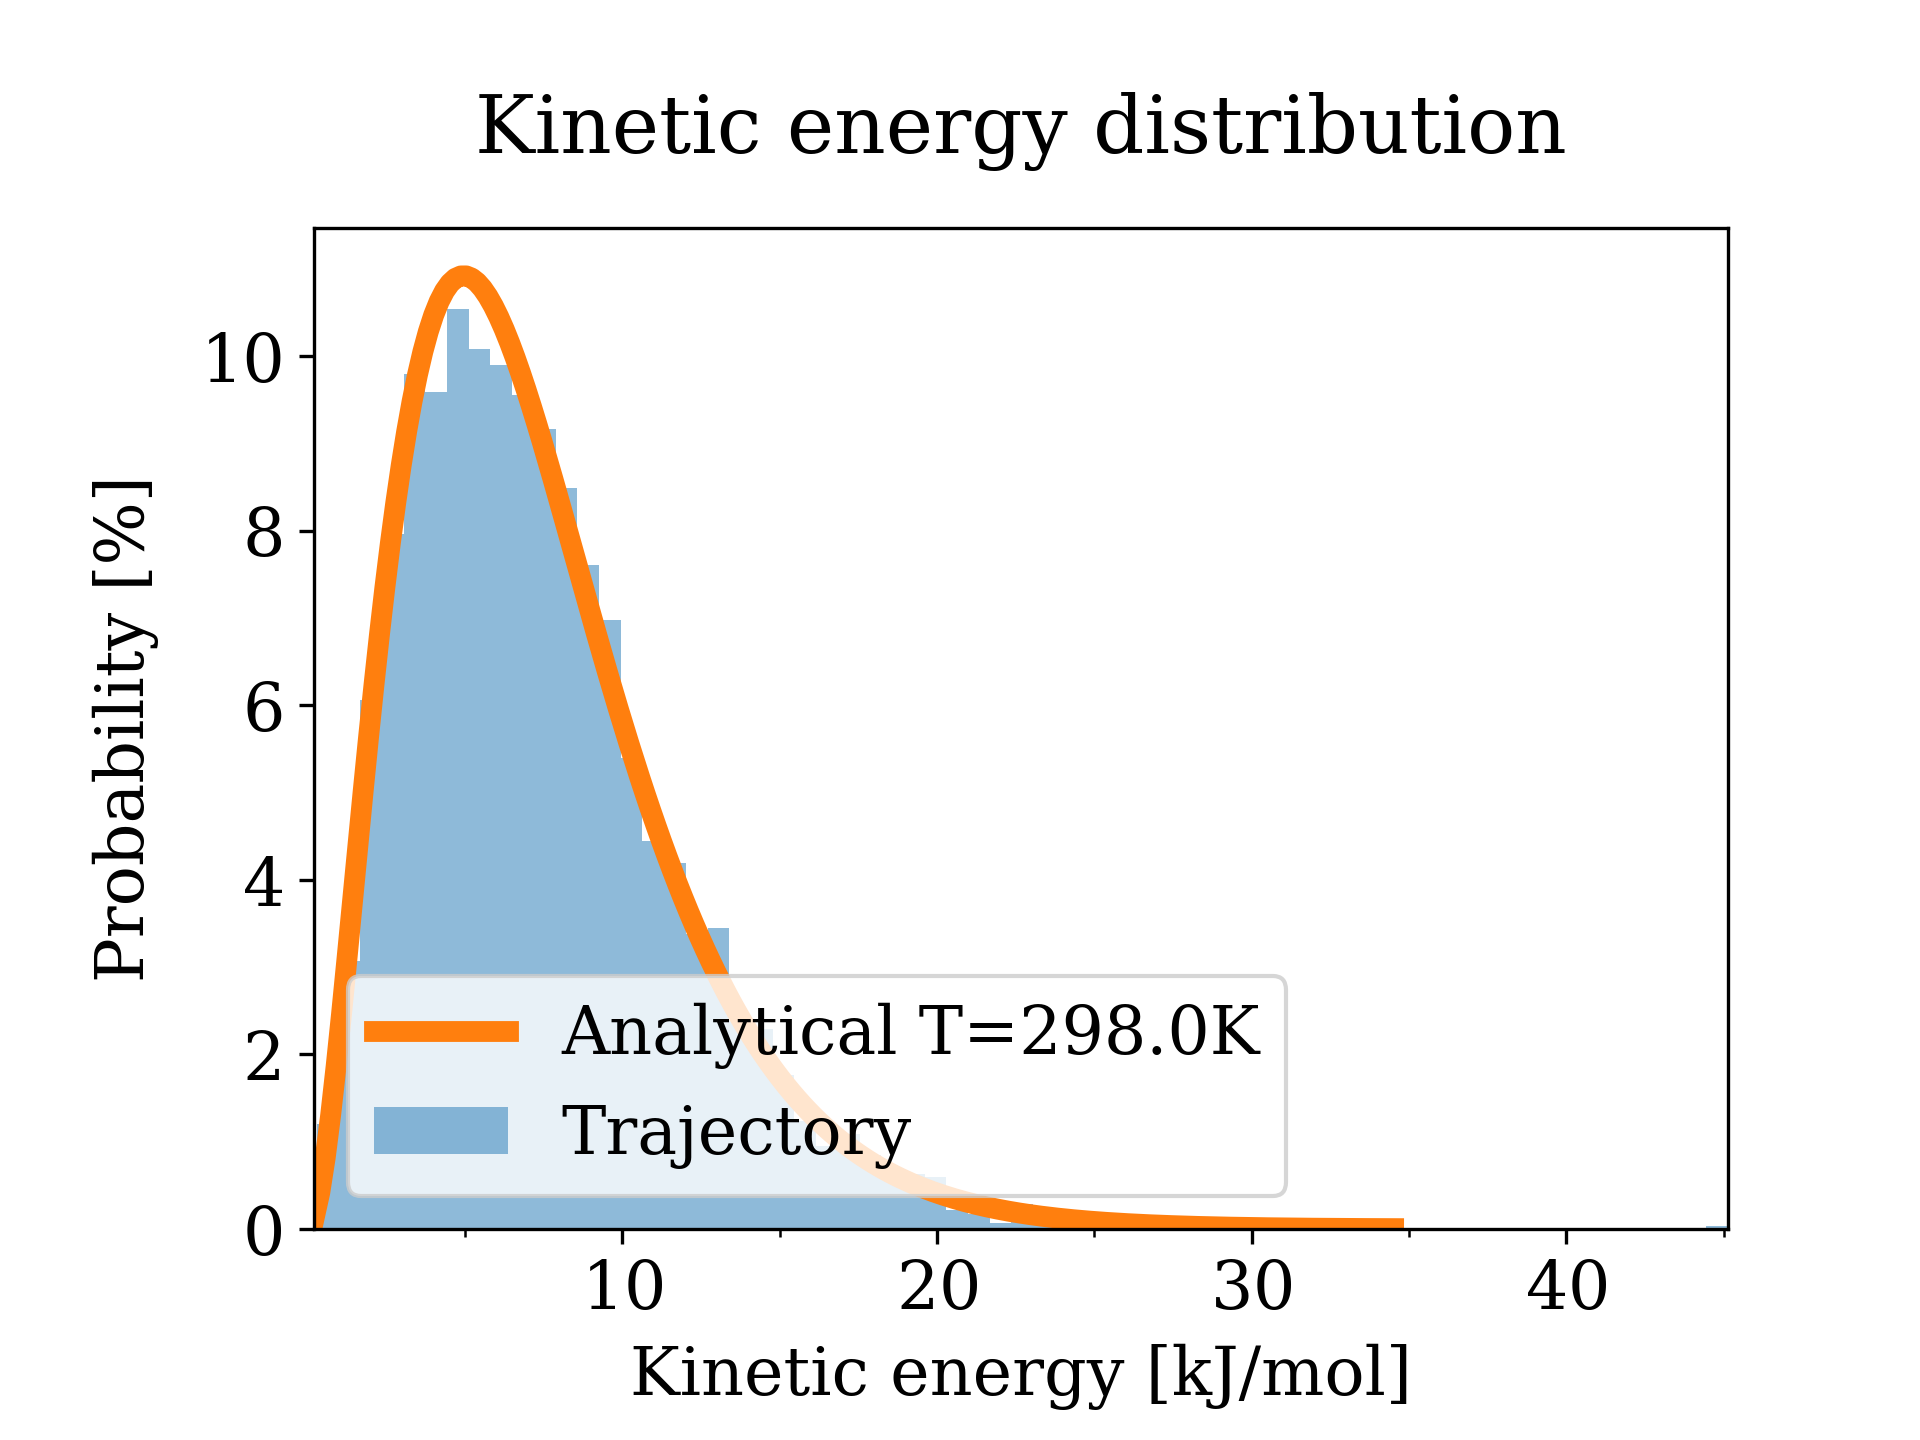 Kinetic energy distribution
Probability [%]
10
8
6
4
2
0
Analytical T=298.0K
Trajectory
10 20 30 40
Kinetic energy [kJ/mol]